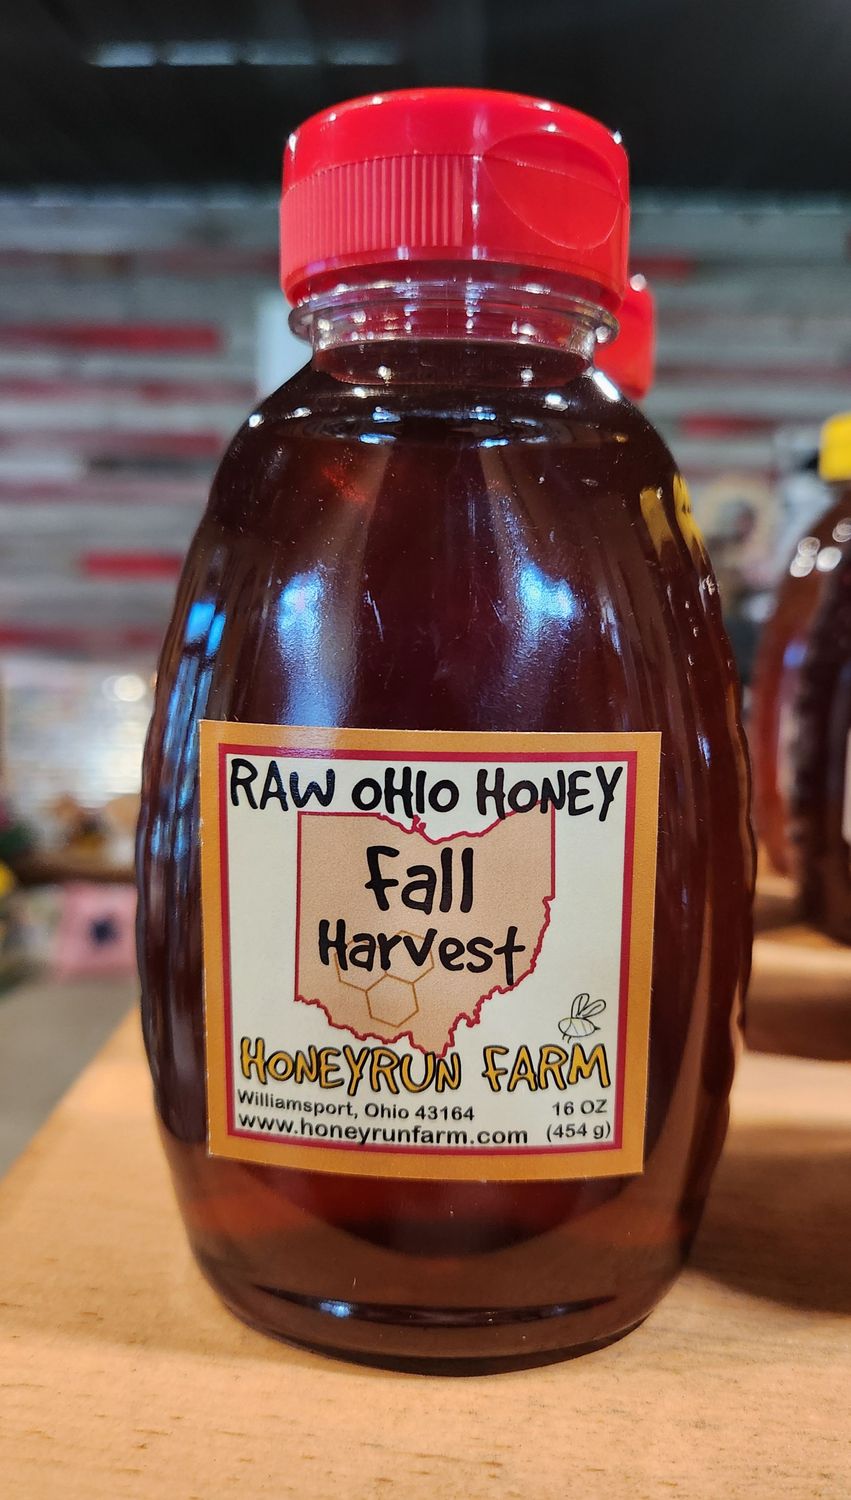 RAW OHIO HONEY
Fall
Harvest
HONEYRUN FARM
Williamsport, Ohio 43164
16 OZ
www.honeyrunfarm.com
(454 g)